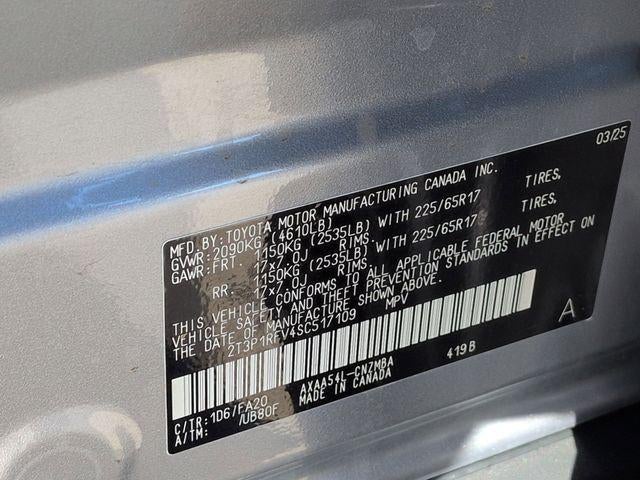 03/25
MFD.BY:TOYOTA MOTOR MANUFACTURING CANADA INC.
GVWR:2090KG (4610LB)
GAWR:FRT. 1150KG (2535LB) WITH 225/65R17 TIRES,
17x7.0J RIMS.
RR. 1150KG (2535LB) WITH 225/65R17 TIRES,
17x7.0J RIMS.
THIS VEHICLE CONFORMS TO ALL APPLICABLE FEDERAL MOTOR
VEHICLE SAFETY AND THEFT PREVENTION STANDARDS IN EFFECT ON
THE DATE OF MANUFACTURE SHOWN ABOVE.
2T3P1RFV4SC517109 MPV
A
C/TR:1D6/FA20 AXAA54L-CNZMBA 419B
A/TM: /UB80F MADE IN CANADA